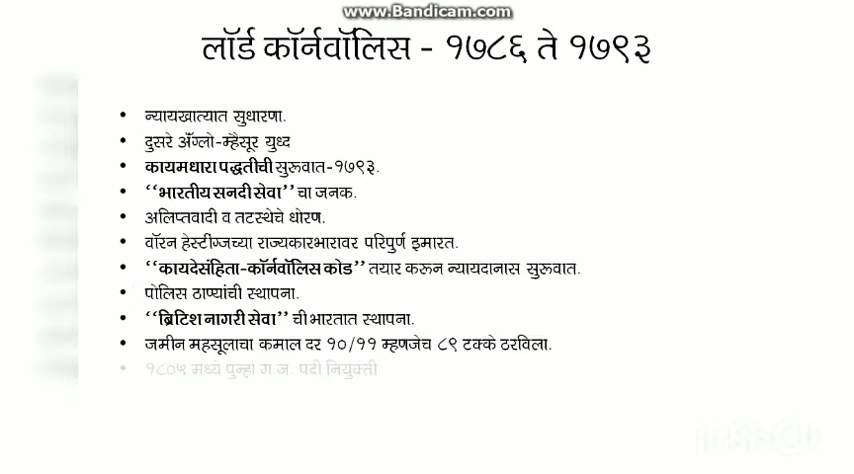 www.Bandicam.com
लॉर्ड कॉर्नवॉलिस - १७८६ ते १७९३
• न्यायखात्यात सुधारणा.
• दुसरे अँग्लो-म्हैसूर युध्द
• कायमधारा पद्धतीची सुरूवात-१७९३.
• ‘‘भारतीय सनदी सेवा’’ चा जनक.
• अलिप्तवादी व तटस्थेचे धोरण.
• वॉरन हेस्टींग्जच्या राज्यकारभारावर परिपुर्ण इमारत.
• ‘‘कायदेसंहिता-कॉर्नवॉलिस कोड’’ तयार करून न्यायदानास सुरूवात.
• पोलिस ठाण्यांची स्थापना.
• ‘‘ब्रिटिश नागरी सेवा’’ ची भारतात स्थापना.
• जमीन महसूलाचा कमाल दर १०/११ म्हणजेच ८९ टक्के ठरविला.
• १८०५ मध्ये पुन्हा ग.ज. पदी नियुक्ती